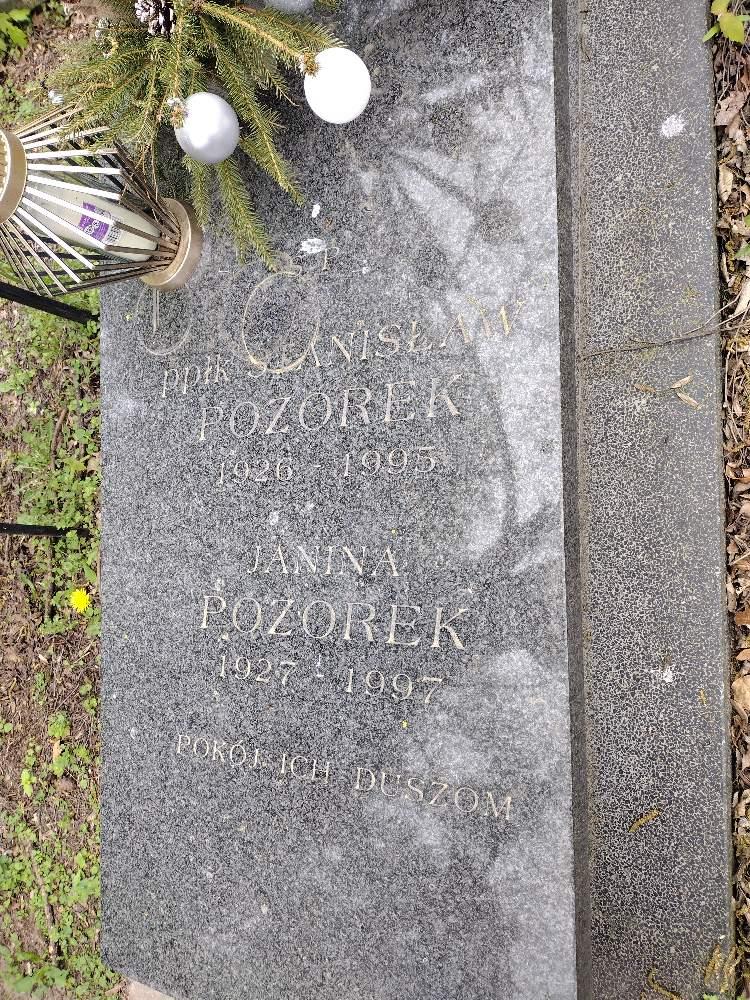 ppłk STANISŁAW
POZOREK
1926 - 1995
JANINA
POZOREK
1927 - 1997
POKÓJ ICH DUSZOM